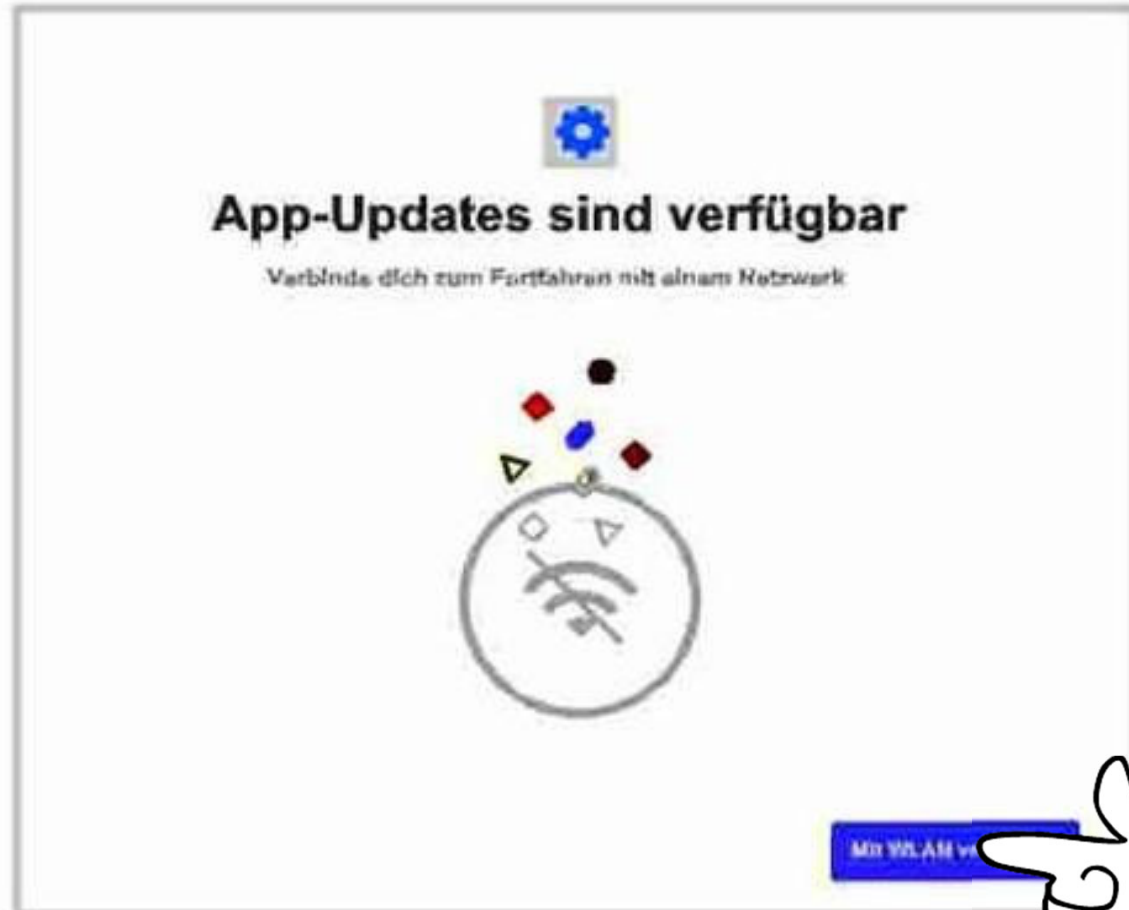 App-Updates sind verfügbar
Verbinde dich zum Fortfahren mit einem Netzwerk
Mit WLAN